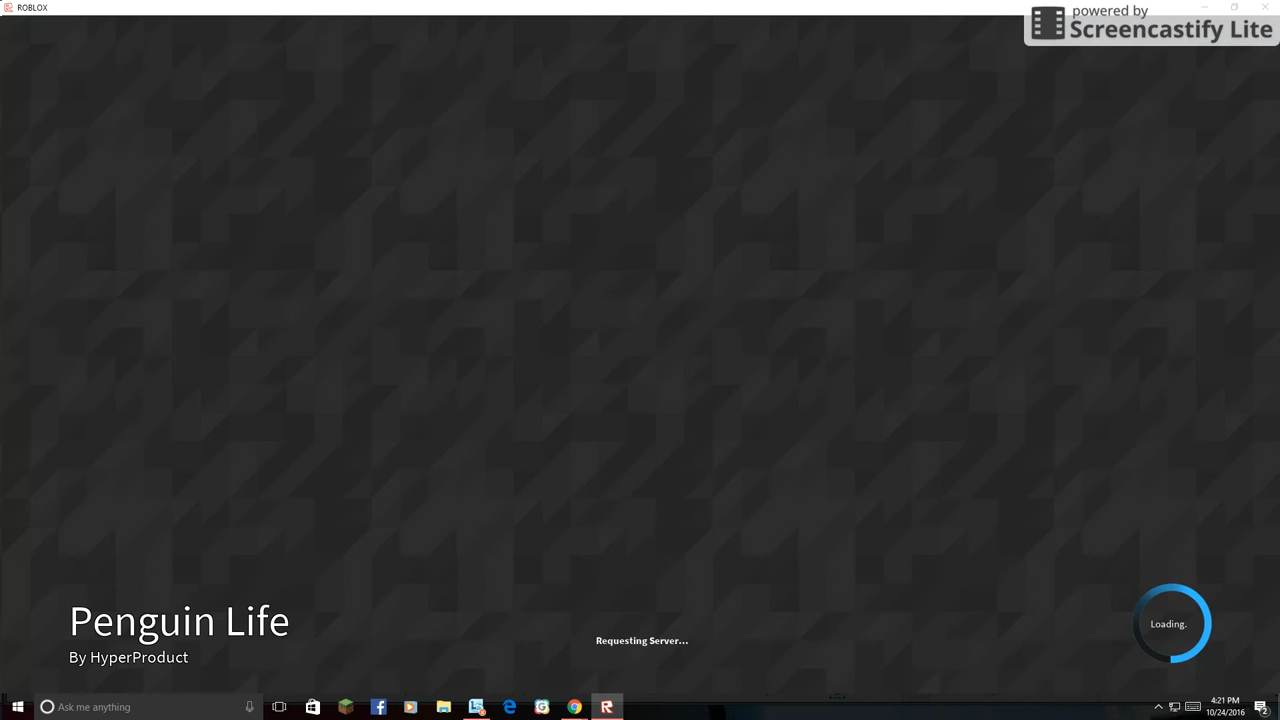 ROBLOX
powered by
Screencastify Lite
Penguin Life
By HyperProduct
Requesting Server...
Loading.
Ask me anything
4:21 PM
10/24/2016
2